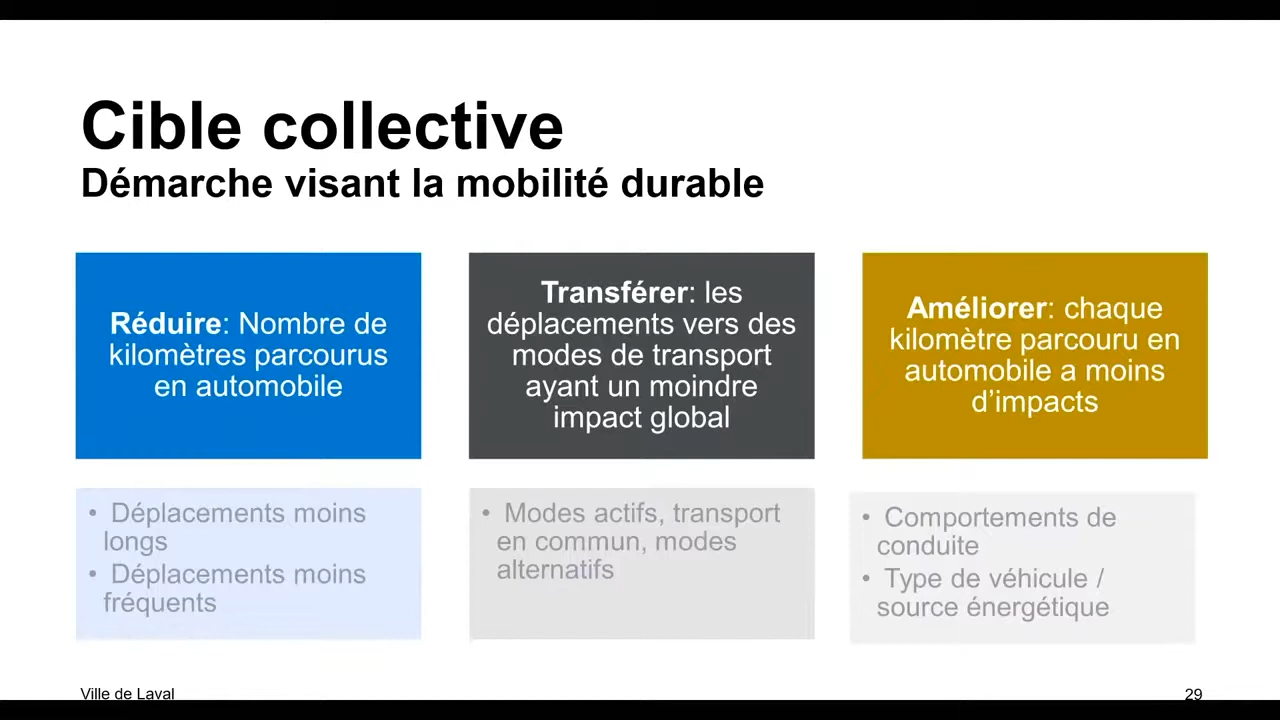 Cible collective
Démarche visant la mobilité durable
Réduire: Nombre de
kilomètres parcourus
en automobile
Transférer: les
déplacements vers des
modes de transport
ayant un moindre
impact global
Améliorer: chaque
kilomètre parcouru en
automobile a moins
d’impacts
• Déplacements moins
longs
• Déplacements moins
fréquents
• Modes actifs, transport
en commun, modes
alternatifs
• Comportements de
conduite
• Type de véhicule /
source énergétique
Ville de Laval
29